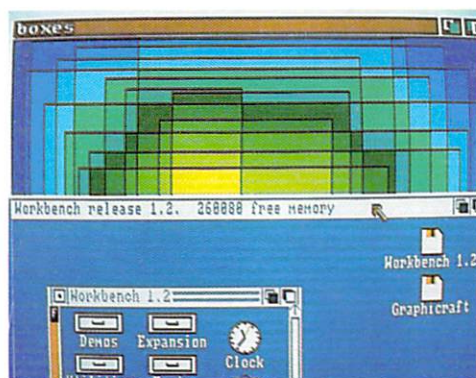 boxes
Workbench release 1.2. 260080 free memory
Workbench 1.2
Graphicraft
Workbench 1.2
Demos Expansion Clock